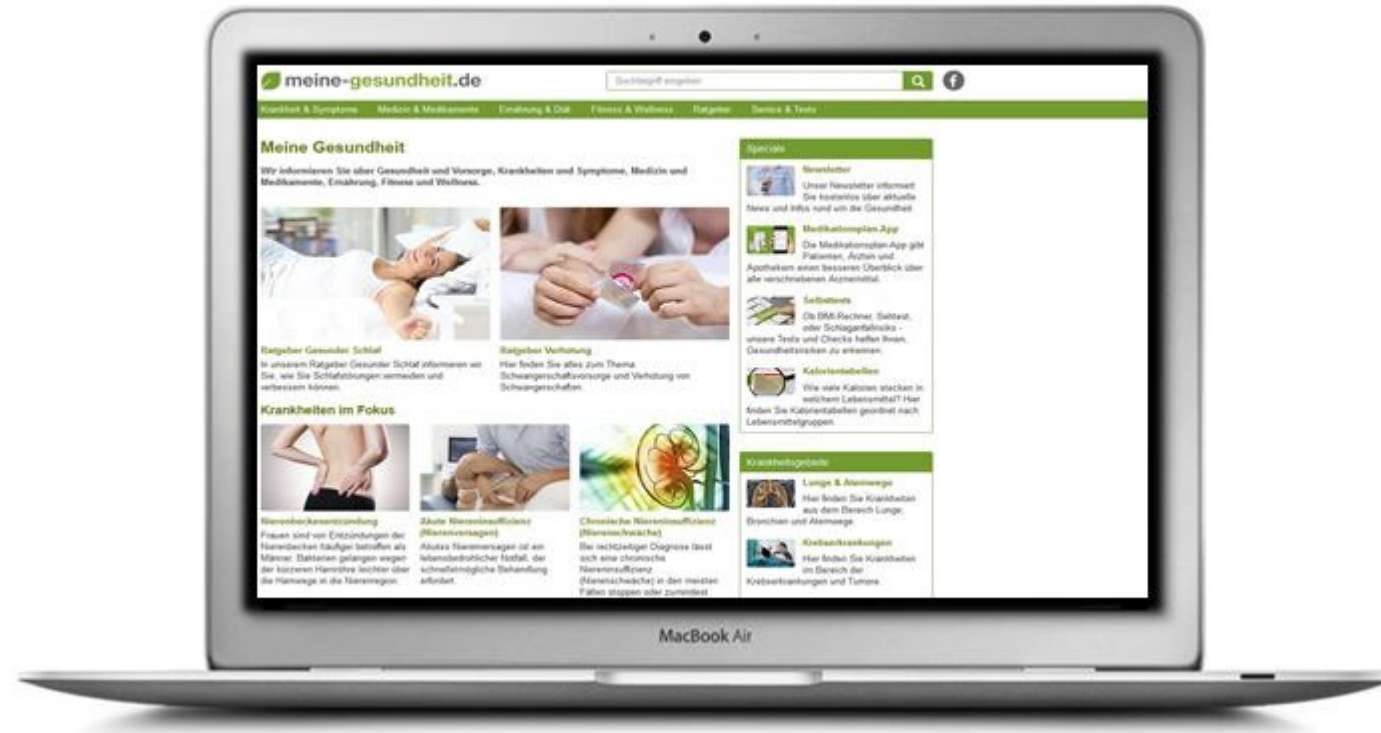 meine-gesundheit.de
Suchbegriff eingeben
Krankheit & Symptome Medizin & Medikamente Ernährung & Diät Fitness & Wellness Ratgeber Service & Tests
Meine Gesundheit
Wir informieren Sie über Gesundheit und Vorsorge, Krankheiten und Symptome, Medizin und
Medikamente, Ernährung, Fitness und Wellness.
Ratgeber Gesunder Schlaf
In unserem Ratgeber Gesunder Schlaf informieren wir
Sie, wie Sie Schlafstörungen vermeiden und
verbessern können.
Ratgeber Verhütung
Hier finden Sie alles zum Thema
Schwangerschaftsvorsorge und Verhütung von
Schwangerschaften.
Krankheiten im Fokus
Nierenbeckenentzündung
Frauen sind von Entzündungen der
Nierenbecken häufiger betroffen als
Männer. Bakterien gelangen wegen
der kürzeren Harnröhre leichter über
die Harnwege in die Nierenregion.
Akute Niereninsuffizienz
(Nierenversagen)
Akutes Nierenversagen ist ein
lebensbedrohlicher Notfall, der
schnellstmögliche Behandlung
erfordert.
Chronische Niereninsuffizienz
(Nierenschwäche)
Bei rechtzeitiger Diagnose lässt
sich eine chronische
Niereninsuffizienz
(Nierenschwäche) in den meisten
Fällen stoppen oder zumindest
Specials
Newsletter
Unser Newsletter informiert
Sie kostenlos über aktuelle
News und Infos rund um die Gesundheit
Medikationsplan-App
Die Medikationsplan-App gibt
Patienten, Ärzten und
Apothekern einen besseren Überblick über
alle verschriebenen Arzneimittel.
Selbsttests
Ob BMI-Rechner, Sehtest,
oder Schlaganfallrisiko -
unsere Tests und Checks helfen Ihnen,
Gesundheitsrisiken zu erkennen.
Kalorientabellen
Wie viele Kalorien stecken in
welchem Lebensmittel? Hier
finden Sie Kalorientabellen geordnet nach
Lebensmittelgruppen.
Krankheitsgebiete
Lunge & Atemwege
Hier finden Sie Krankheiten
aus dem Bereich Lunge,
Bronchien und Atemwege.
Krebserkrankungen
Hier finden Sie Krankheiten
im Bereich der
Krebserkrankungen und Tumore.
MacBook Air